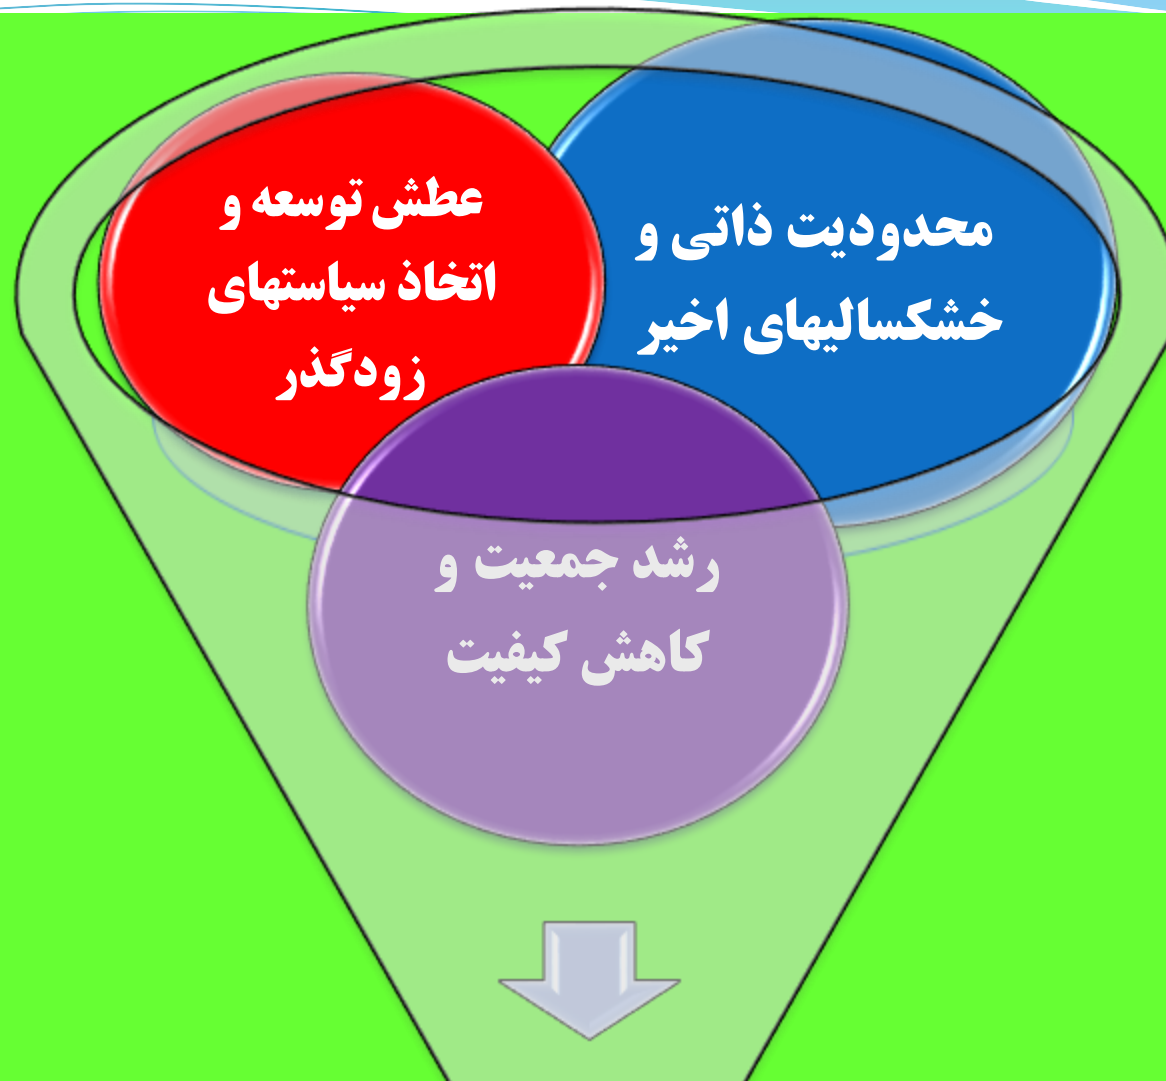 محدودیت ذاتی و
خشکسالیهای اخیر
عطش توسعه و
اتخاذ سیاستهای
زودگذر
رشد جمعیت و
کاهش کیفیت